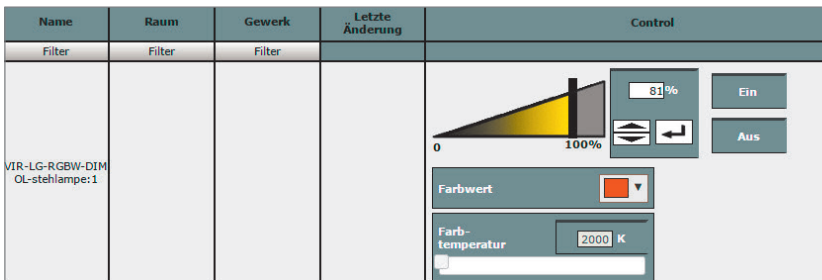 Name
Raum
Gewerk
Letzte
Änderung
Control
Filter
Filter
Filter
VIR-LG-RGBW-DIM
OL-stehlampe:1
0
100%
81%
Ein
Aus
Farbwert
Farb-
temperatur
2000 K